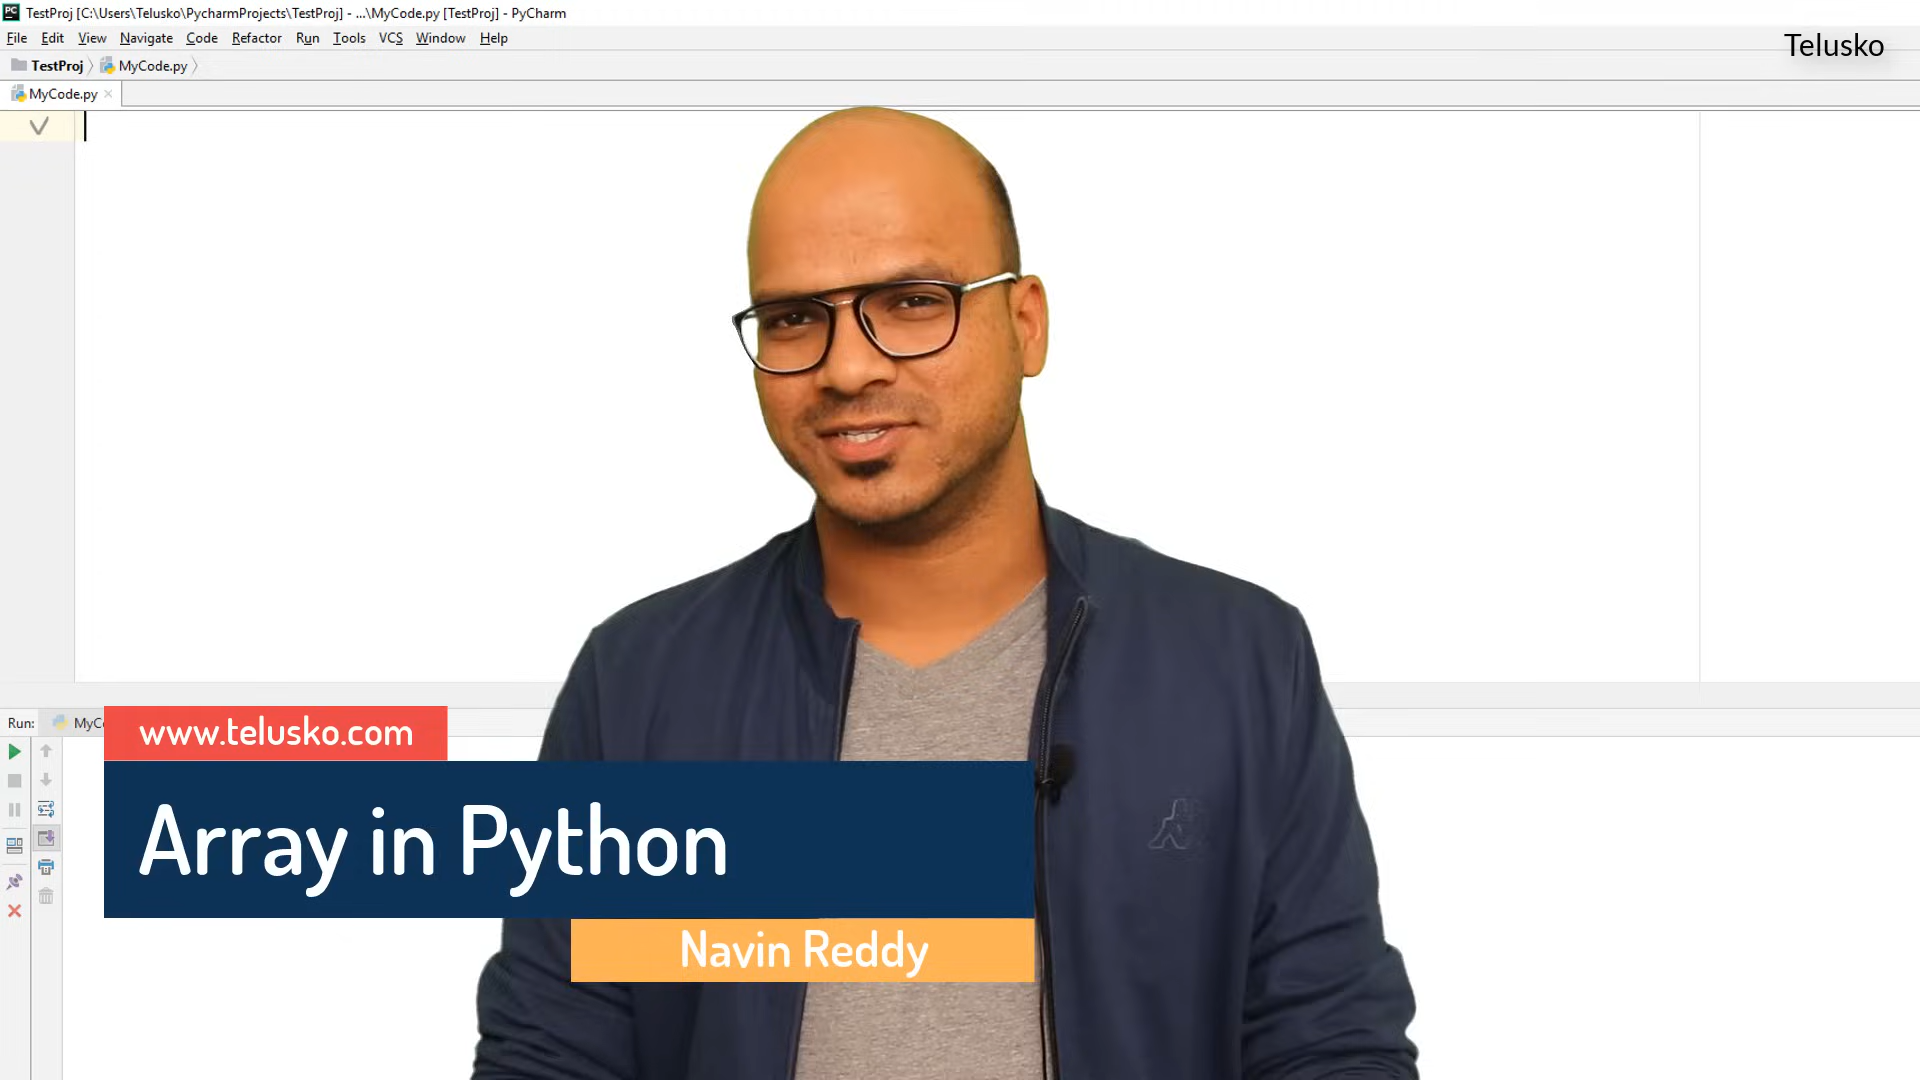 TestProj [C:\Users\Telusko\PycharmProjects\TestProj] - ...\MyCode.py [TestProj] - PyCharm
File Edit View Navigate Code Refactor Run Tools VCS Window Help
Telusko
TestProj MyCode.py
MyCode.py
Run: MyCo
www.telusko.com
Array in Python
Navin Reddy